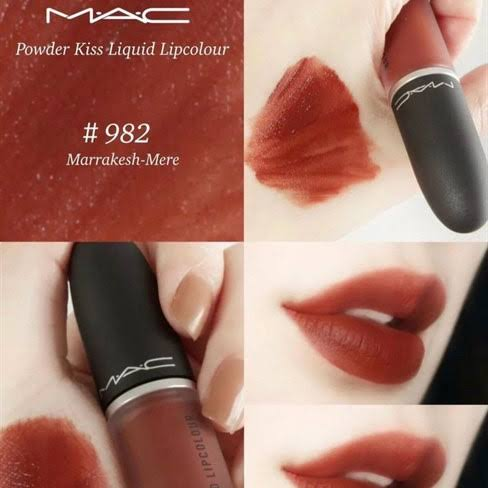 MAC
Powder Kiss Liquid Lipcolour
# 982
Marrakesh-Mere
MAC
MAC
D LIPCOLOUR